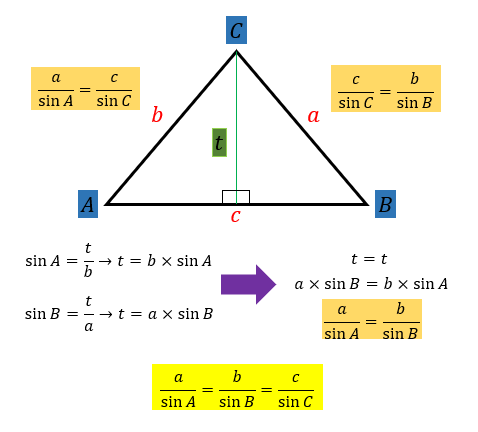 C
a/sin A = c/sin C
c/sin C = b/sin B
b
a
t
A
B
c
sin A = t/b → t = b × sin A
sin B = t/a → t = a × sin B
t = t
a × sin B = b × sin A
a/sin A = b/sin B
a/sin A = b/sin B = c/sin C